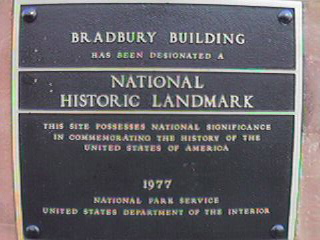 BRADBURY BUILDING
HAS BEEN DESIGNATED A
NATIONAL
HISTORIC LANDMARK
THIS SITE POSSESSES NATIONAL SIGNIFICANCE
IN COMMEMORATING THE HISTORY OF THE
UNITED STATES OF AMERICA
1977
NATIONAL PARK SERVICE
UNITED STATES DEPARTMENT OF THE INTERIOR